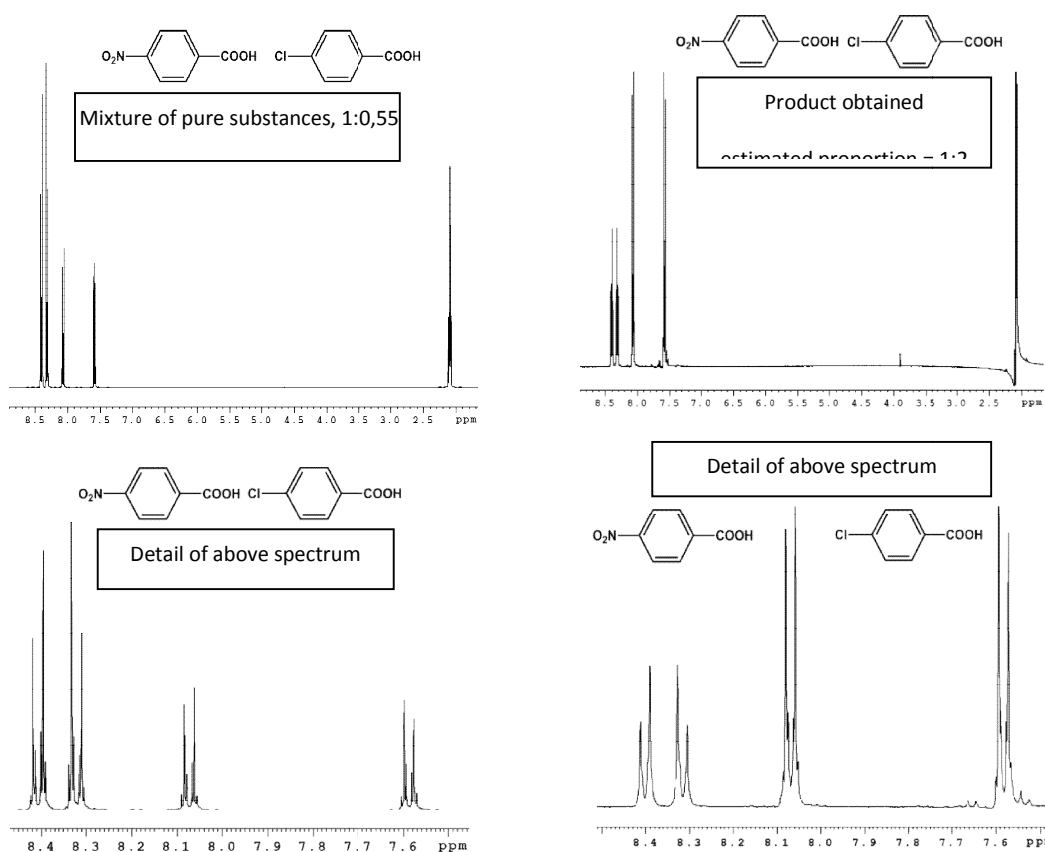 O₂N COOH Cl COOH
Mixture of pure substances, 1:0,55
8.5 8.0 7.5 7.0 6.5 6.0 5.5 5.0 4.5 4.0 3.5 3.0 2.5 ppm
O₂N COOH Cl COOH
Product obtained
estimated proportion = 1:2
8.5 8.0 7.5 7.0 6.5 6.0 5.5 5.0 4.5 4.0 3.5 3.0 2.5 ppm
O₂N COOH Cl COOH
Detail of above spectrum
8.4 8.3 8.2 8.1 8.0 7.9 7.8 7.7 7.6 ppm
Detail of above spectrum
O₂N COOH Cl COOH
8.4 8.3 8.2 8.1 8.0 7.9 7.8 7.7 7.6